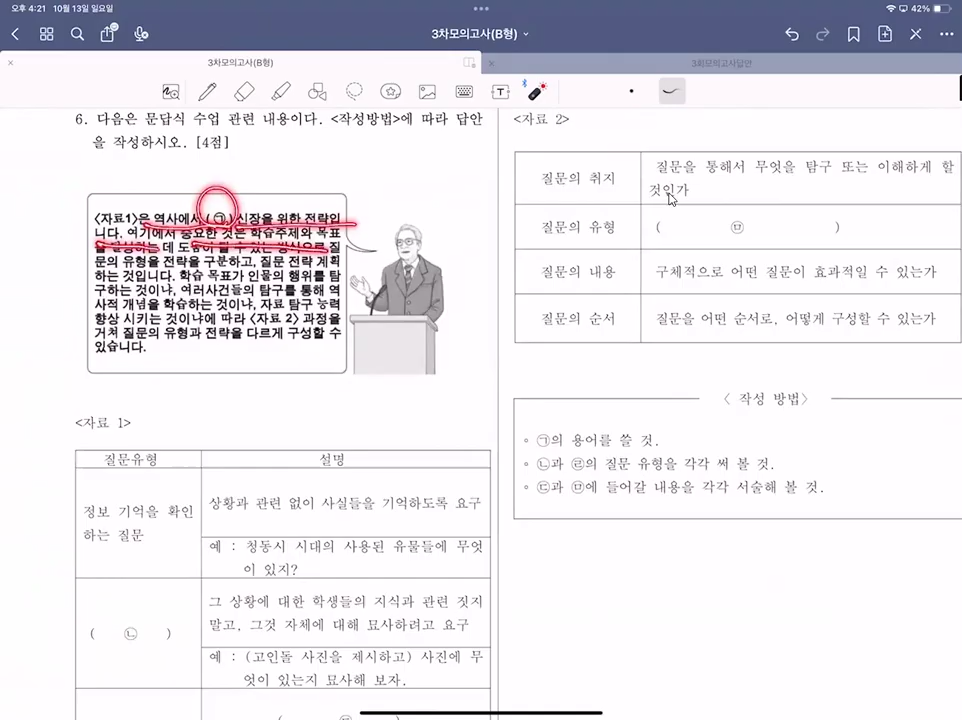 오후 4:21 10월 13일 일요일
42%
3차모의고사(B형)
3차모의고사(B형)
3회모의고사답안
6. 다음은 문답식 수업 관련 내용이다. <작성방법>에 따라 답안
을 작성하시오. [4점]
<자료1>은 역사에서 ( ㉠ ) 신장을 위한 전략입
니다. 여기에서 중요한 것은 학습주제와 목표
를 달성하는 데 도움이 될 수 있는 방식으로 질
문의 유형을 전략을 구분하고, 질문 전략 계획
하는 것입니다. 학습 목표가 인물의 행위를 탐
구하는 것이냐, 여러사건들의 탐구를 통해 역
사적 개념을 학습하는 것이냐, 자료 탐구 능력
향상 시키는 것이냐에 따라 <자료 2> 과정을
거쳐 질문의 유형과 전략을 다르게 구성할 수
있습니다.
<자료 1>
질문유형 설명
정보 기억을 확인
하는 질문
상황과 관련 없이 사실들을 기억하도록 요구
예 : 청동시 시대의 사용된 유물들에 무엇
이 있지?
( ㉡ )
그 상황에 대한 학생들의 지식과 관련 짓지
말고, 그것 자체에 대해 묘사하려고 요구
예 : (고인돌 사진을 제시하고) 사진에 무
엇이 있는지 묘사해 보자.
<자료 2>
질문의 취지 질문을 통해서 무엇을 탐구 또는 이해하게 할
것인가
질문의 유형 ( ㉤ )
질문의 내용 구체적으로 어떤 질문이 효과적일 수 있는가
질문의 순서 질문을 어떤 순서로, 어떻게 구성할 수 있는가
〈 작성 방법〉
◦ ㉠의 용어를 쓸 것.
◦ ㉡과 ㉣의 질문 유형을 각각 써 볼 것.
◦ ㉢과 ㉤에 들어갈 내용을 각각 서술해 볼 것.